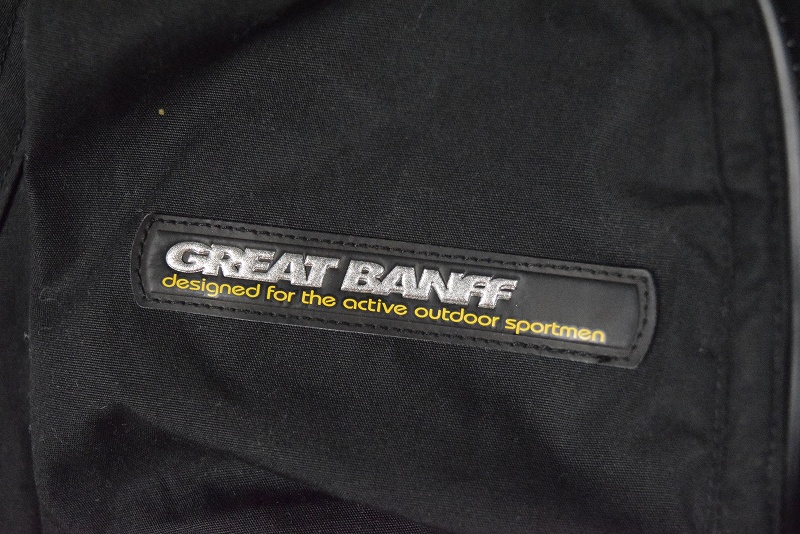 GREAT BANFF
designed for the active outdoor sportmen